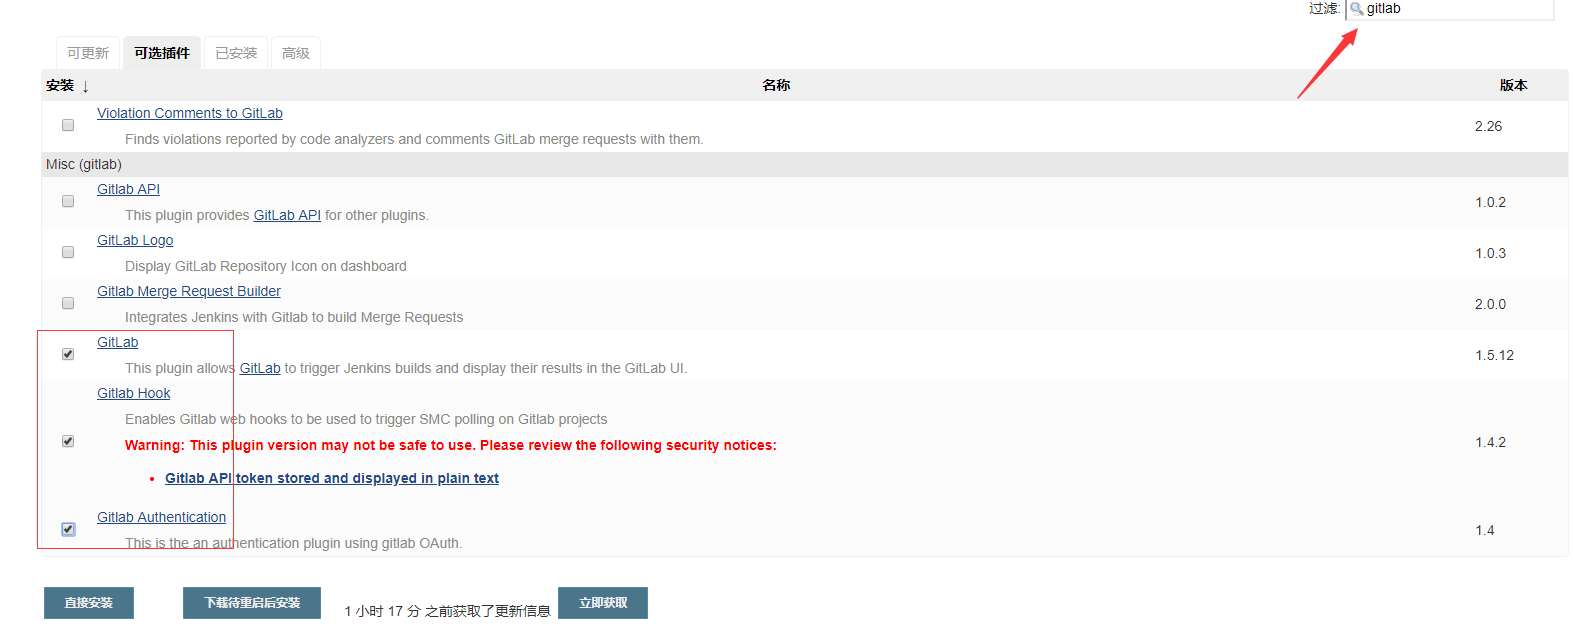 过滤: gitlab
可更新 可选插件 已安装 高级
安装 ↓ 名称 版本
Violation Comments to GitLab
Finds violations reported by code analyzers and comments GitLab merge requests with them.
2.26
Misc (gitlab)
Gitlab API
This plugin provides GitLab API for other plugins.
1.0.2
GitLab Logo
Display GitLab Repository Icon on dashboard
1.0.3
Gitlab Merge Request Builder
Integrates Jenkins with Gitlab to build Merge Requests
2.0.0
GitLab
This plugin allows GitLab to trigger Jenkins builds and display their results in the GitLab UI.
1.5.12
Gitlab Hook
Enables Gitlab web hooks to be used to trigger SMC polling on Gitlab projects
Warning: This plugin version may not be safe to use. Please review the following security notices:
1.4.2
• Gitlab API token stored and displayed in plain text
Gitlab Authentication
This is the an authentication plugin using gitlab OAuth.
1.4
直接安装 下载待重启后安装 1 小时 17 分 之前获取了更新信息 立即获取